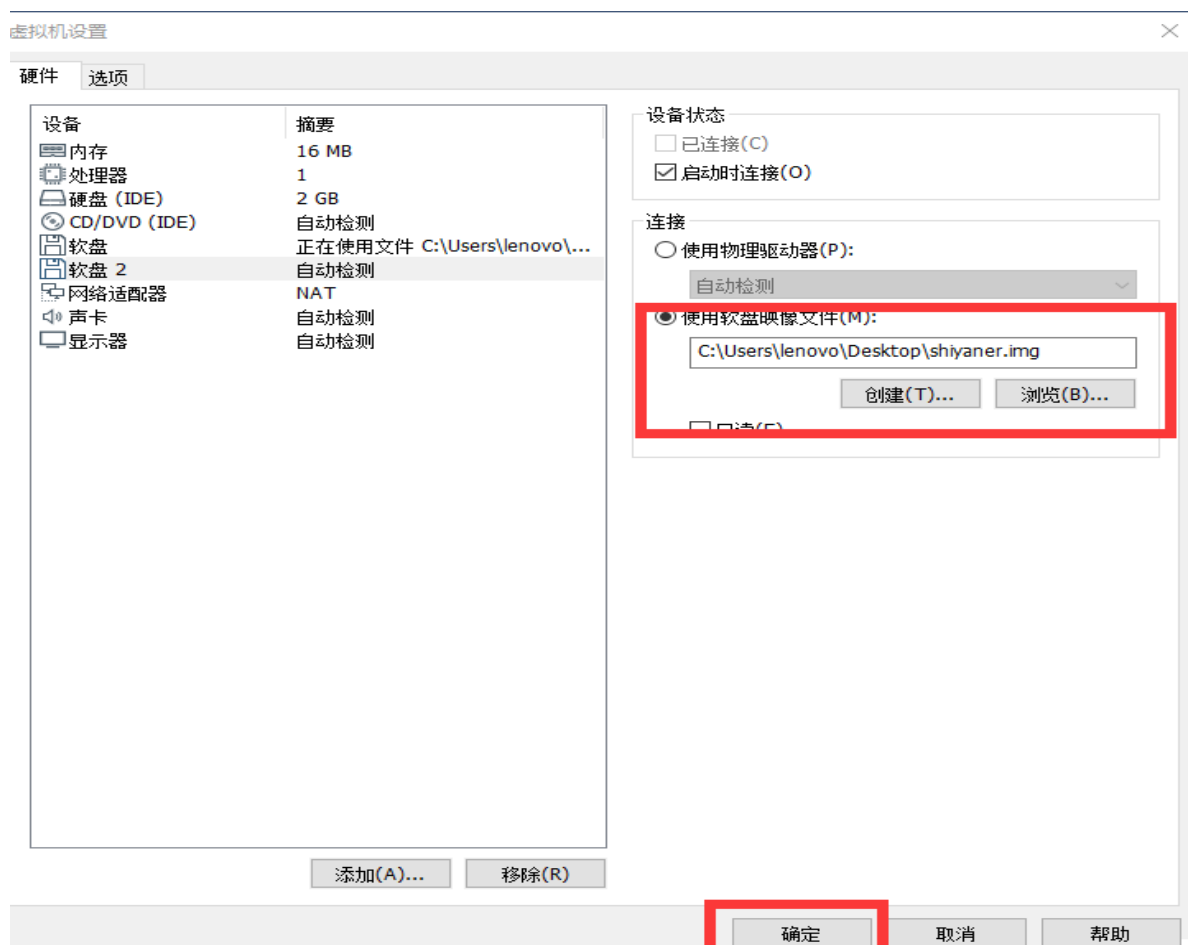 虚拟机设置
硬件 选项
设备 摘要
内存 16 MB
处理器 1
硬盘 (IDE) 2 GB
CD/DVD (IDE) 自动检测
软盘 正在使用文件 C:\Users\lenovo\...
软盘 2 自动检测
网络适配器 NAT
声卡 自动检测
显示器 自动检测
添加(A)... 移除(R)
设备状态
已连接(C)
启动时连接(O)
连接
使用物理驱动器(P):
自动检测
使用软盘映像文件(M):
C:\Users\lenovo\Desktop\shiyaner.img
创建(T)... 浏览(B)...
只读(F)
确定 取消 帮助